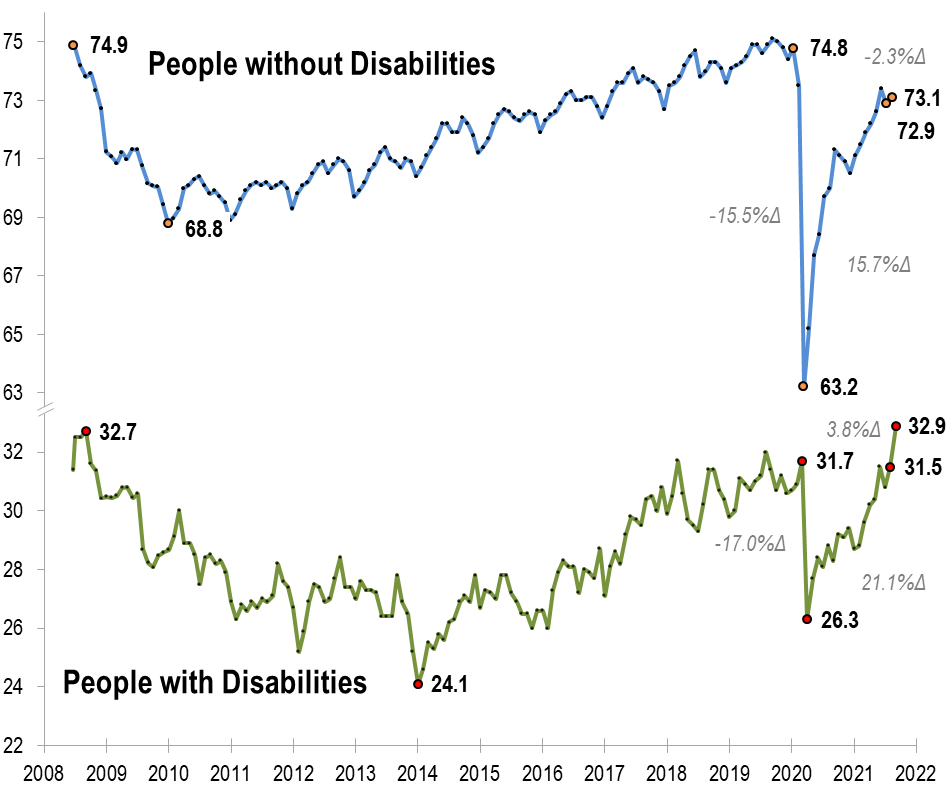 75
74.9
People without Disabilities
74.8
-2.3%Δ
73
73.1
72.9
71
69
68.8
-15.5%Δ
67
15.7%Δ
65
63
63.2
32.7
3.8%Δ
32.9
32
31.7
31.5
30
-17.0%Δ
28
21.1%Δ
26
26.3
People with Disabilities
24
24.1
22
2008 2009 2010 2011 2012 2013 2014 2015 2016 2017 2018 2019 2020 2021 2022